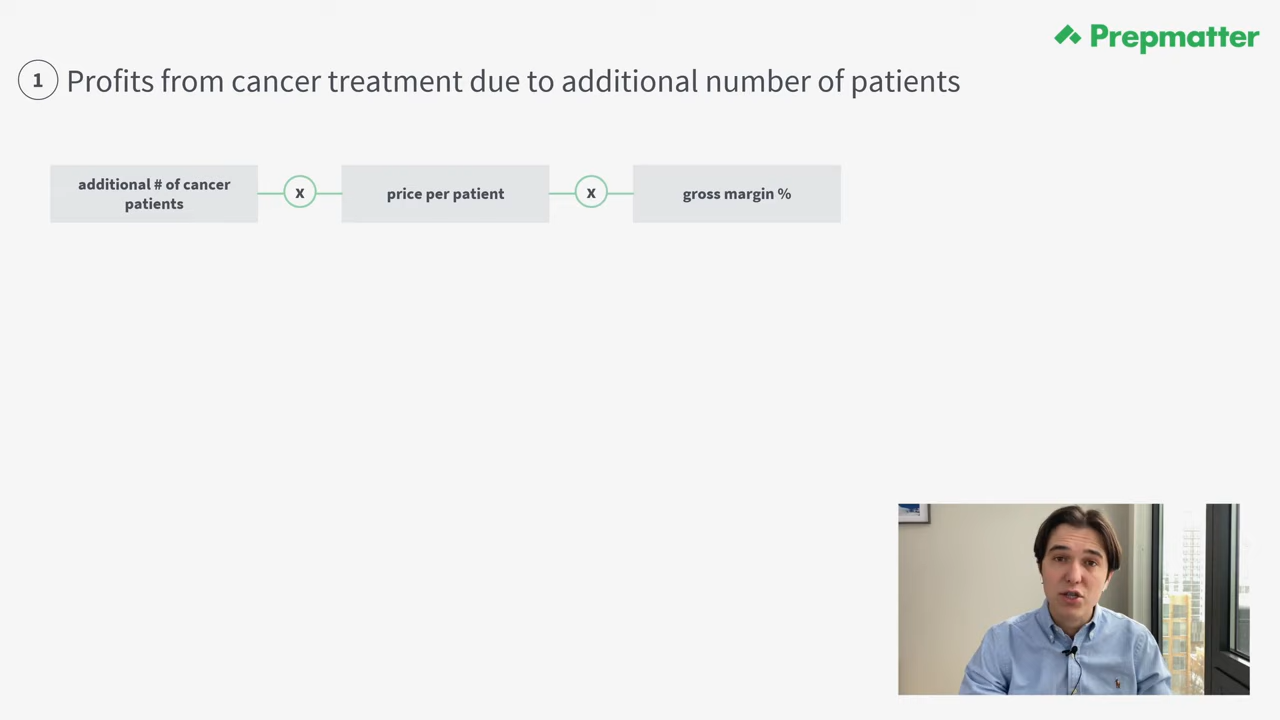 Prepmatter
1 Profits from cancer treatment due to additional number of patients
additional # of cancer
patients
x
price per patient
x
gross margin %